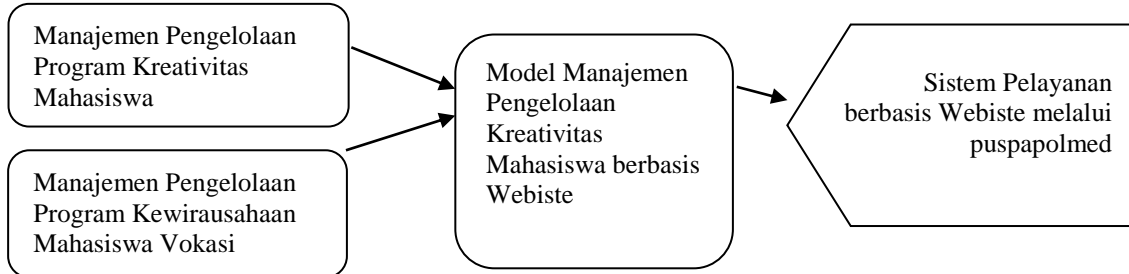 Manajemen Pengelolaan
Program Kreativitas
Mahasiswa
Manajemen Pengelolaan
Program Kewirausahaan
Mahasiswa Vokasi
Model Manajemen
Pengelolaan
Kreativitas
Mahasiswa berbasis
Webiste
Sistem Pelayanan
berbasis Webiste melalui
puspapolmed